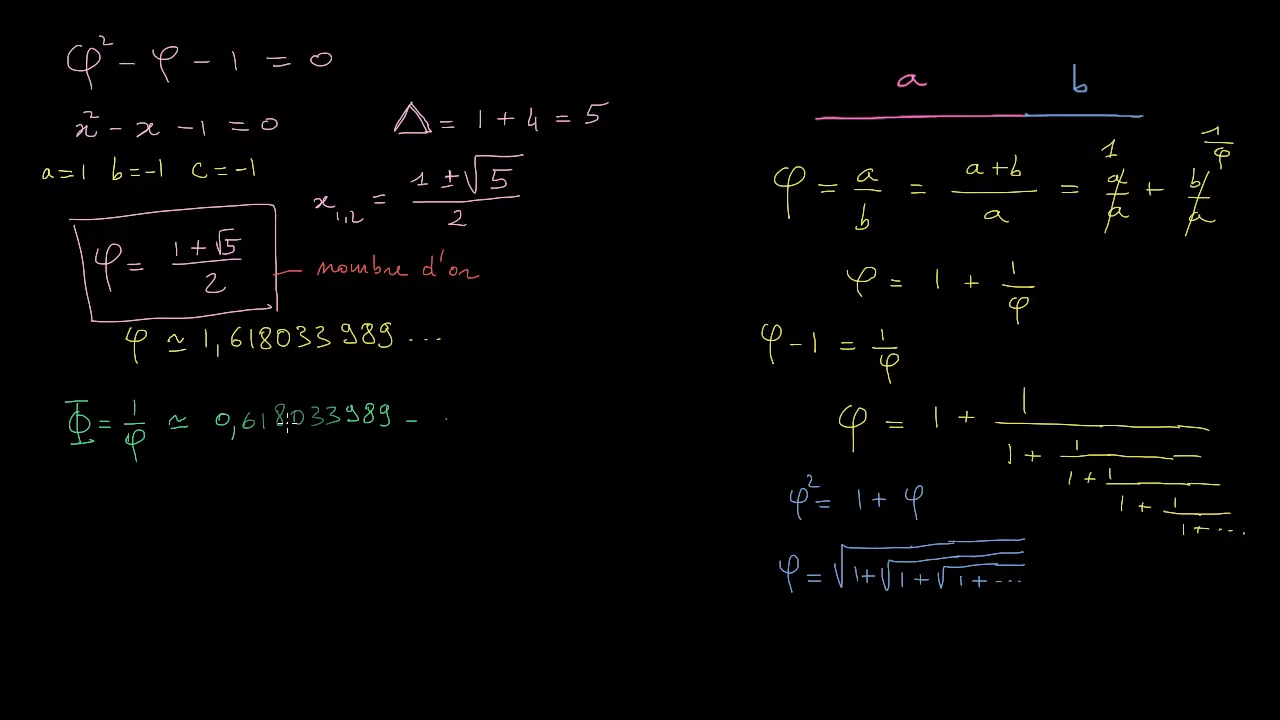 φ² - φ - 1 = 0
x² - x - 1 = 0
a=1 b=-1 c=-1
Δ = 1 + 4 = 5
x₁,₂ = (1 ± √5)/2
φ = (1 + √5)/2
nombre d'or
φ ≃ 1,618033989 ...
Φ = 1/φ ≃ 0,618033989 - .
a b
φ = a/b = (a+b)/a = a/a + b/a
1 1/φ
φ = 1 + 1/φ
φ - 1 = 1/φ
φ = 1 + 1/(1 + 1/(1 + 1/(1 + 1/(1 + ...))))
φ² = 1 + φ
φ = √(1+√(1+√(1+ ...)))